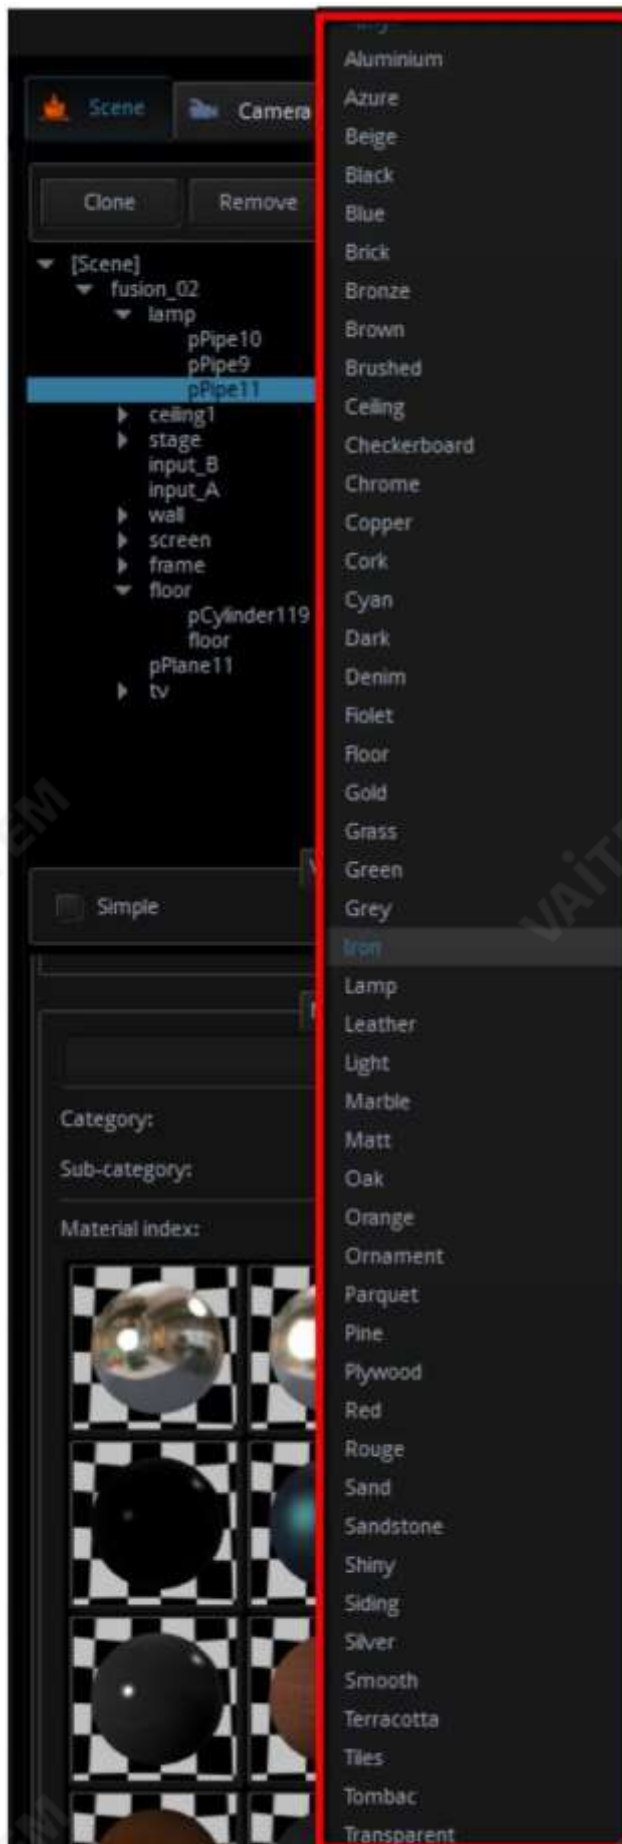 Scene
Camera
Clone
Remove
[Scene]
fusion_02
lamp
pPipe10
pPipe9
pPipe11
ceiling1
stage
input_B
input_A
wall
screen
frame
floor
pCylinder119
floor
pPlane11
tv
Simple
Category:
Sub-category:
Material index:
Aluminium
Azure
Beige
Black
Blue
Brick
Bronze
Brown
Brushed
Ceiling
Checkerboard
Chrome
Copper
Cork
Cyan
Dark
Denim
Fiolet
Floor
Gold
Grass
Green
Grey
Iron
Lamp
Leather
Light
Marble
Matt
Oak
Orange
Ornament
Parquet
Pine
Plywood
Red
Rouge
Sand
Sandstone
Shiny
Siding
Silver
Smooth
Terracotta
Tiles
Tombac
Transparent